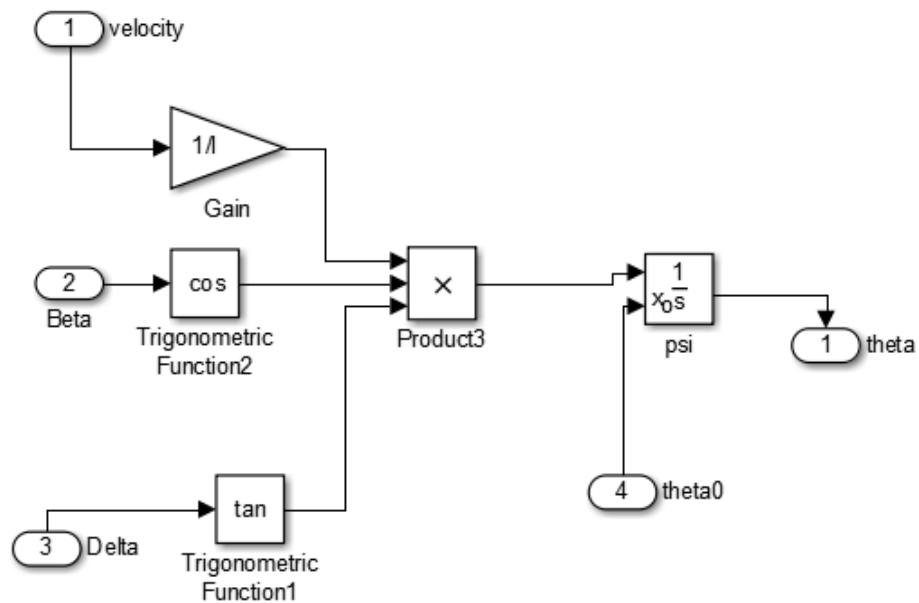 1 velocity
1/l
Gain
2
Beta
cos
Trigonometric
Function2
×
Product3
1
x₀ s
psi
1 theta
4 theta0
tan
Trigonometric
Function1
3 Delta